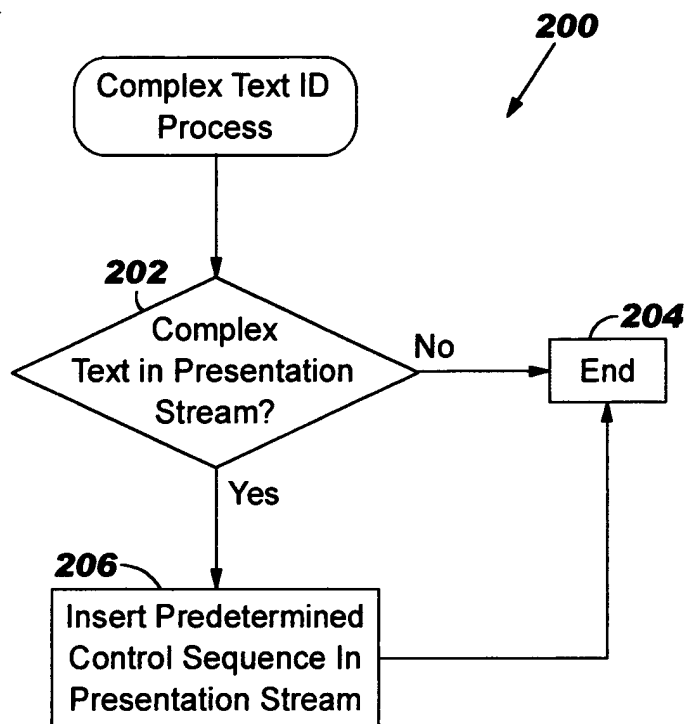 200
Complex Text ID
Process
202
Complex
Text in Presentation
Stream?
No
204
End
Yes
206
Insert Predetermined
Control Sequence In
Presentation Stream